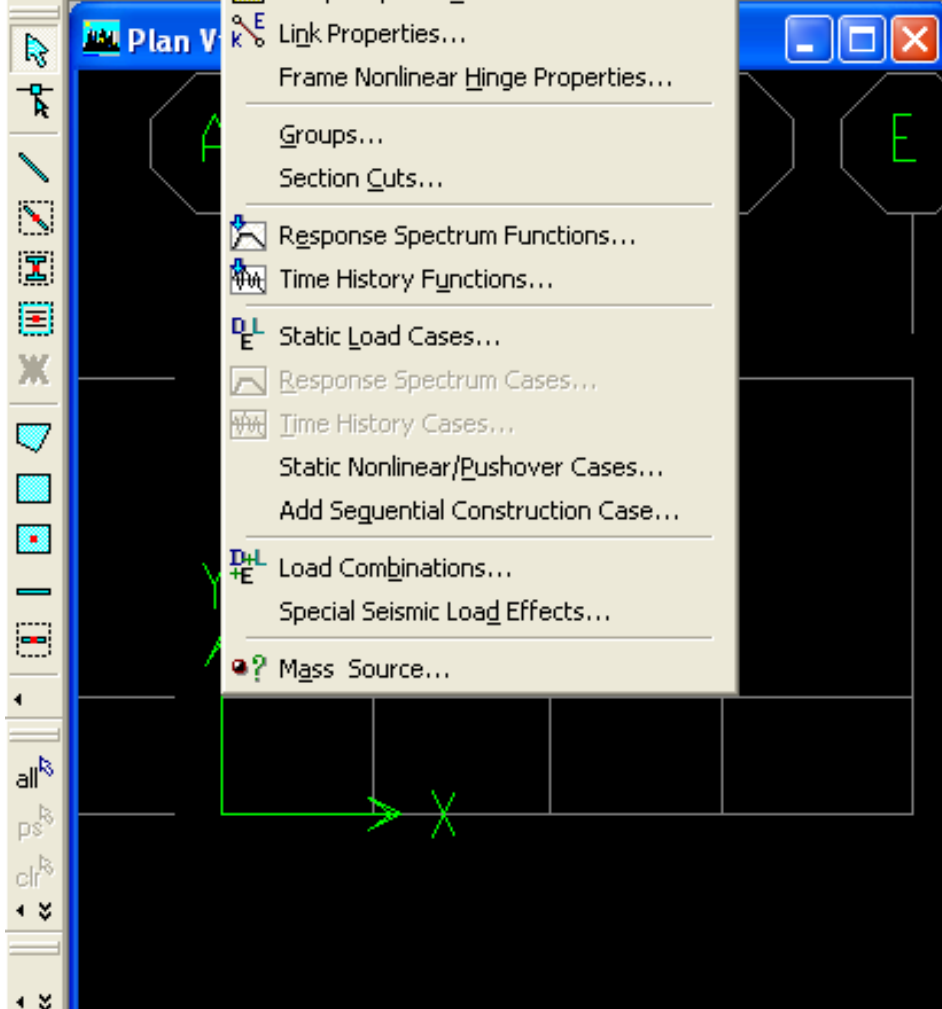 Plan V
Link Properties...
Frame Nonlinear Hinge Properties...
Groups...
Section Cuts...
Response Spectrum Functions...
Time History Functions...
Static Load Cases...
Response Spectrum Cases...
Time History Cases...
Static Nonlinear/Pushover Cases...
Add Sequential Construction Case...
Load Combinations...
Special Seismic Load Effects...
Mass Source...
A
E
Y
X
all
ps
clr